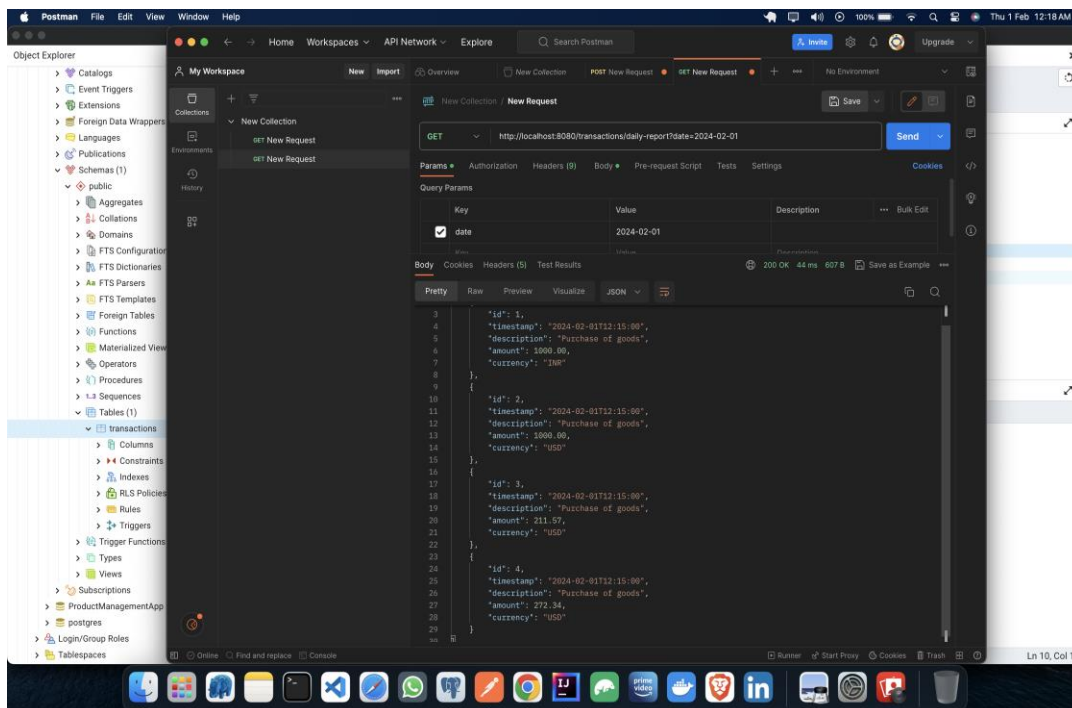 Postman File Edit View Window Help 100% Thu 1 Feb 12:18 AM
Home Workspaces API Network Explore Search Postman Invite Upgrade
Object Explorer
Catalogs
Event Triggers
Extensions
Foreign Data Wrappers
Languages
Publications
Schemas (1)
public
Aggregates
Collations
Domains
FTS Configuration
FTS Dictionaries
FTS Parsers
FTS Templates
Foreign Tables
Functions
Materialized View
Operators
Procedures
1..3 Sequences
Tables (1)
transactions
Columns
Constraints
Indexes
RLS Policies
Rules
Triggers
Trigger Functions
Types
Views
Subscriptions
ProductManagementApp
postgres
Login/Group Roles
Tablespaces
My Workspace New Import
Collections
Environments
History
New Collection
GET New Request
GET New Request
Overview New Collection POST New Request GET New Request No Environment
New Collection / New Request Save
GET http://localhost:8080/transactions/daily-report?date=2024-02-01 Send
Params Authorization Headers (9) Body Pre-request Script Tests Settings Cookies
Query Params
Key Value Description Bulk Edit
date 2024-02-01
Key Value Description
Body Cookies Headers (5) Test Results 200 OK 44 ms 607 B Save as Example
Pretty Raw Preview Visualize JSON
3 "id": 1,
4 "timestamp": "2024-02-01T12:15:00",
5 "description": "Purchase of goods",
6 "amount": 1000.00,
7 "currency": "INR"
8 },
9 {
10 "id": 2,
11 "timestamp": "2024-02-01T12:15:00",
12 "description": "Purchase of goods",
13 "amount": 1000.00,
14 "currency": "USD"
15 },
16 {
17 "id": 3,
18 "timestamp": "2024-02-01T12:15:00",
19 "description": "Purchase of goods",
20 "amount": 211.57,
21 "currency": "USD"
22 },
23 {
24 "id": 4,
25 "timestamp": "2024-02-01T12:15:00",
26 "description": "Purchase of goods",
27 "amount": 272.34,
28 "currency": "USD"
29 }
30
Online Find and replace Console Runner Start Proxy Cookies Trash
Ln 10, Col 1
prime video
in